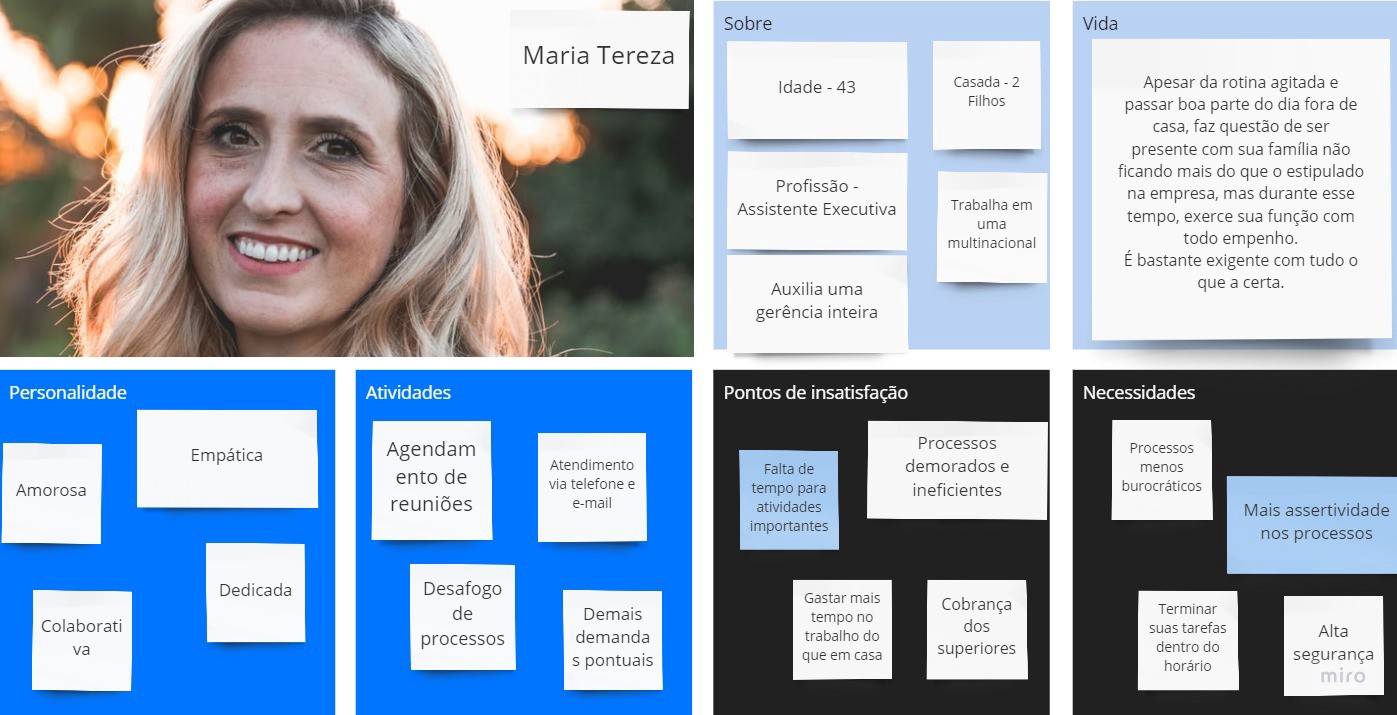 Maria Tereza
Sobre
Idade - 43
Casada - 2
Filhos
Profissão -
Assistente Executiva
Trabalha em
uma
multinacional
Auxilia uma
gerência inteira
Vida
Apesar da rotina agitada e
passar boa parte do dia fora de
casa, faz questão de ser
presente com sua família não
ficando mais do que o estipulado
na empresa, mas durante esse
tempo, exerce sua função com
todo empenho.
É bastante exigente com tudo o
que a certa.
Personalidade
Empática
Amorosa
Dedicada
Colaborati
va
Atividades
Agendam
ento de
reuniões
Atendimento
via telefone e
e-mail
Desafogo
de
processos
Demais
demanda
s pontuais
Pontos de insatisfação
Processos
demorados e
ineficientes
Falta de
tempo para
atividades
importantes
Gastar mais
tempo no
trabalho do
que em casa
Cobrança
dos
superiores
Necessidades
Processos
menos
burocráticos
Mais assertividade
nos processos
Terminar
suas tarefas
dentro do
horário
Alta
segurança
miro